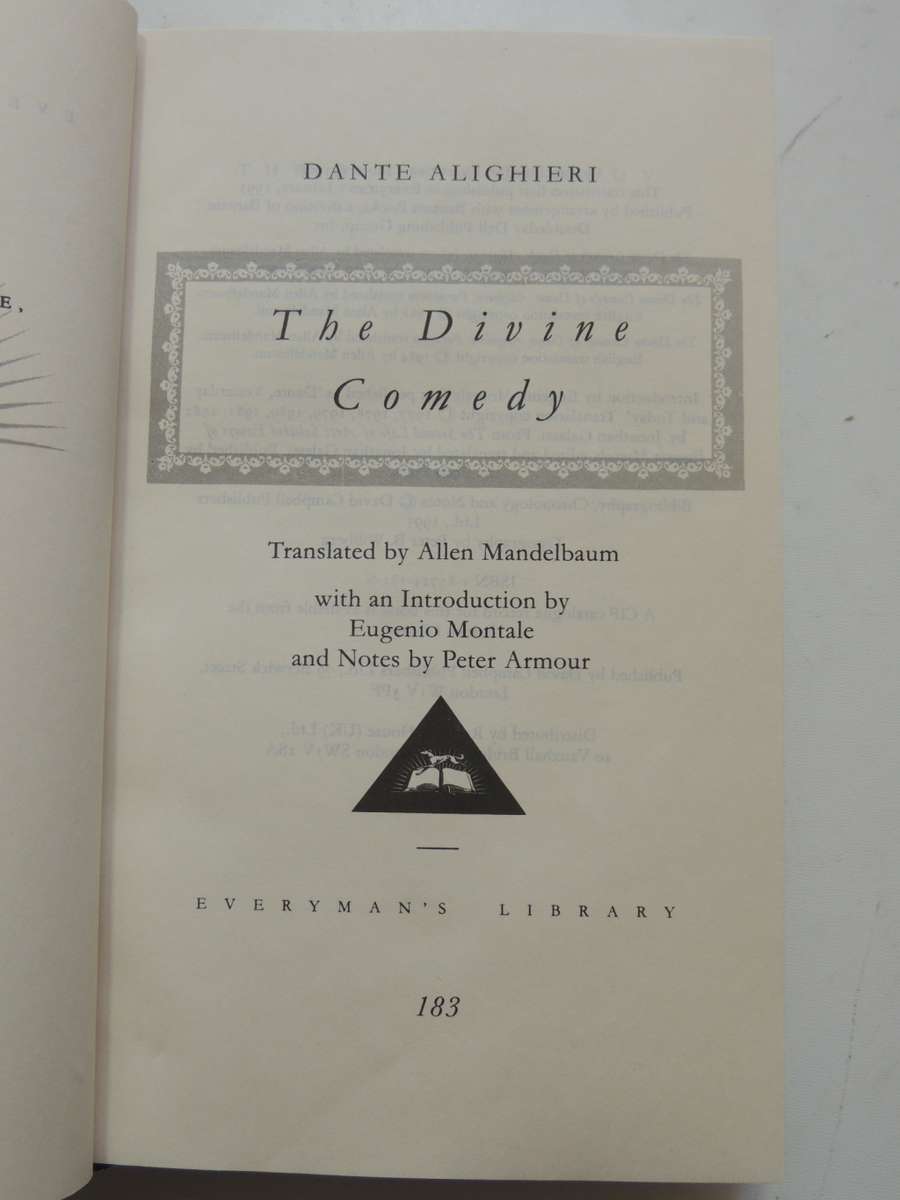 E,
DANTE ALIGHIERI
The Divine
Comedy
Translated by Allen Mandelbaum
with an Introduction by
Eugenio Montale
and Notes by Peter Armour
EVERYMAN'S LIBRARY
183